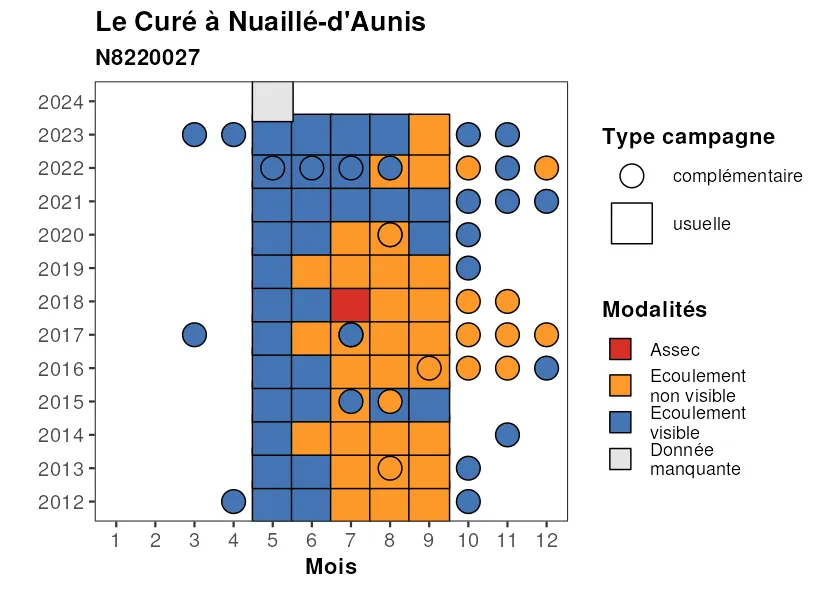 Le Curé à Nuaillé-d'Aunis
N8220027
2024
2023
2022
2021
2020
2019
2018
2017
2016
2015
2014
2013
2012
1 2 3 4 5 6 7 8 9 10 11 12
Mois
Type campagne
complémentaire
usuelle
Modalités
Assec
Ecoulement
non visible
Ecoulement
visible
Donnée
manquante